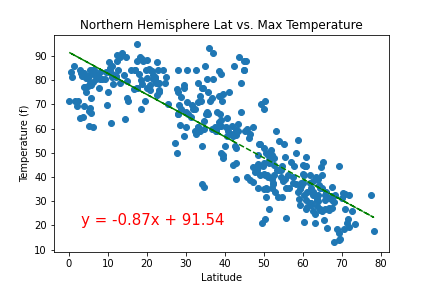 Northern Hemisphere Lat vs. Max Temperature
Temperature (f)
90
80
70
60
50
40
30
20
10
y = -0.87x + 91.54
0 10 20 30 40 50 60 70 80
Latitude